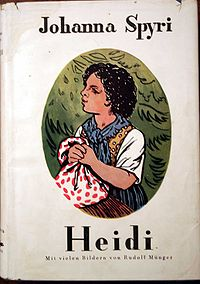 Johanna Spyri
Heidi
Mit vielen Bildern von Rudolf Münger